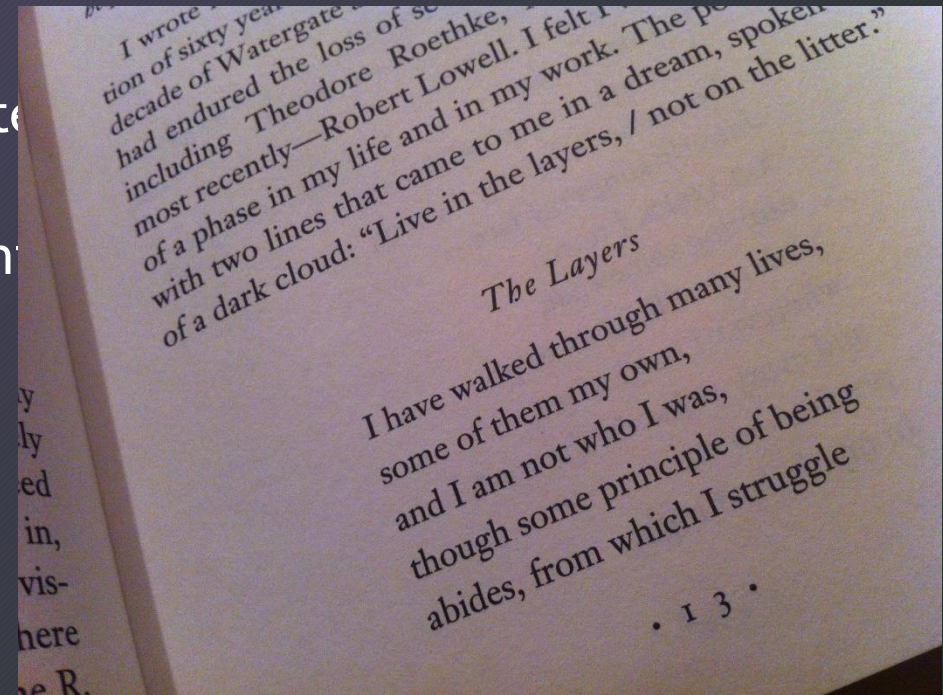 I wrote
tion of sixty
decade of Watergate
had endured the loss of
including Theodore Roethke,
most recently—Robert Lowell. I felt I
of a phase in my life and in my work. The
with two lines that came to me in a dream, spoken
of a dark cloud: “Live in the layers, / not on the litter.”
The Layers
I have walked through many lives,
some of them my own,
and I am not who I was,
though some principle of being
abides, from which I struggle
• 1 3 •
ly
in,
vis-
R.